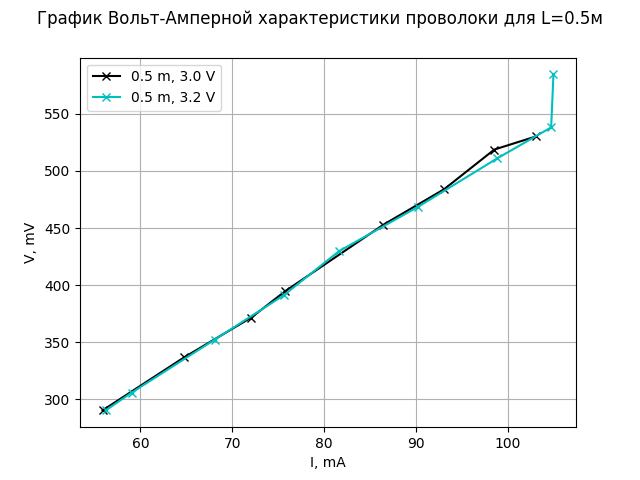 График Вольт-Амперной характеристики проволоки для L=0.5м
0.5 m, 3.0 V
0.5 m, 3.2 V
550
500
450
400
350
300
V, mV
60 70 80 90 100
I, mA